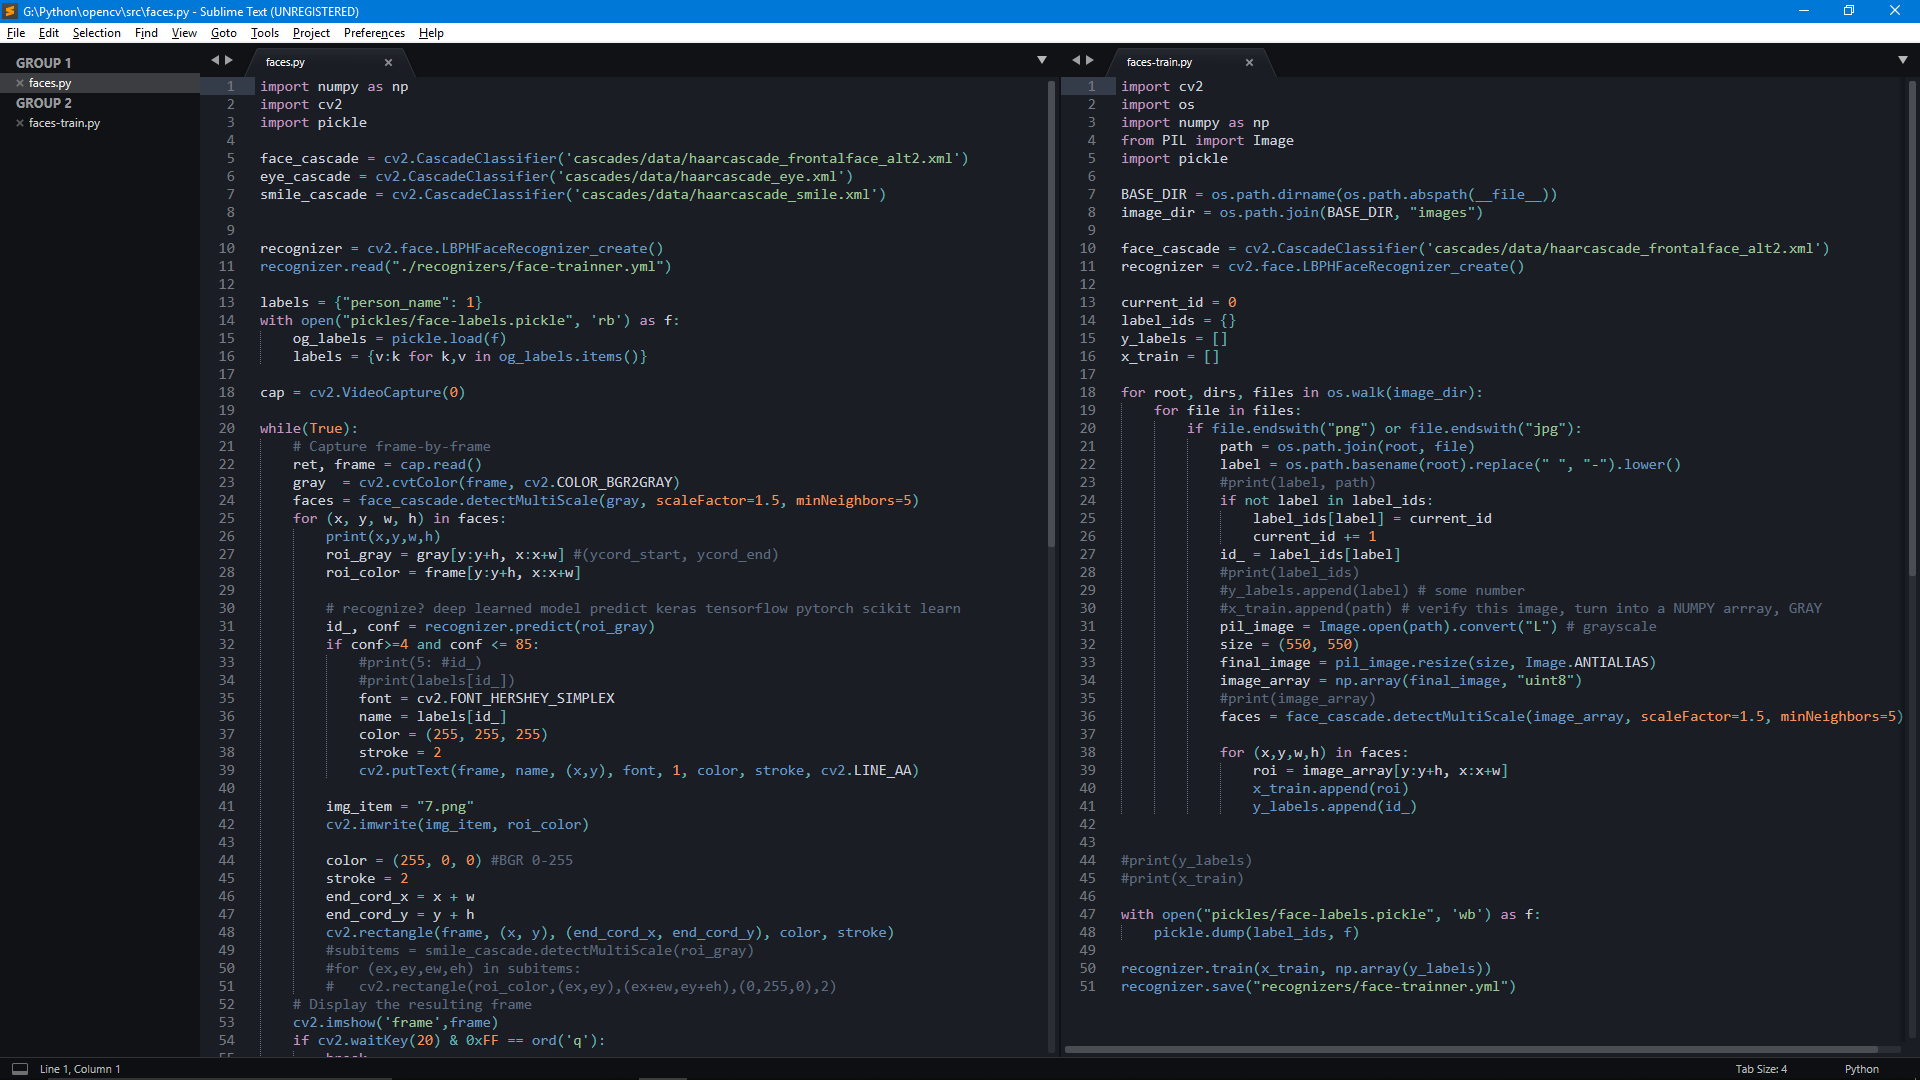 G:\Python\opencv\src\faces.py - Sublime Text (UNREGISTERED)
File Edit Selection Find View Goto Tools Project Preferences Help
GROUP 1
faces.py
GROUP 2
faces-train.py
faces.py
1 import numpy as np
2 import cv2
3 import pickle
4
5 face_cascade = cv2.CascadeClassifier('cascades/data/haarcascade_frontalface_alt2.xml')
6 eye_cascade = cv2.CascadeClassifier('cascades/data/haarcascade_eye.xml')
7 smile_cascade = cv2.CascadeClassifier('cascades/data/haarcascade_smile.xml')
8
9
10 recognizer = cv2.face.LBPHFaceRecognizer_create()
11 recognizer.read("./recognizers/face-trainner.yml")
12
13 labels = {"person_name": 1}
14 with open("pickles/face-labels.pickle", 'rb') as f:
15     og_labels = pickle.load(f)
16     labels = {v:k for k,v in og_labels.items()}
17
18 cap = cv2.VideoCapture(0)
19
20 while(True):
21     # Capture frame-by-frame
22     ret, frame = cap.read()
23     gray  = cv2.cvtColor(frame, cv2.COLOR_BGR2GRAY)
24     faces = face_cascade.detectMultiScale(gray, scaleFactor=1.5, minNeighbors=5)
25     for (x, y, w, h) in faces:
26         print(x,y,w,h)
27         roi_gray = gray[y:y+h, x:x+w] #(ycord_start, ycord_end)
28         roi_color = frame[y:y+h, x:x+w]
29
30         # recognize? deep learned model predict keras tensorflow pytorch scikit learn
31         id_, conf = recognizer.predict(roi_gray)
32         if conf>=4 and conf <= 85:
33             #print(5: #id_)
34             #print(labels[id_])
35             font = cv2.FONT_HERSHEY_SIMPLEX
36             name = labels[id_]
37             color = (255, 255, 255)
38             stroke = 2
39             cv2.putText(frame, name, (x,y), font, 1, color, stroke, cv2.LINE_AA)
40
41         img_item = "7.png"
42         cv2.imwrite(img_item, roi_color)
43
44         color = (255, 0, 0) #BGR 0-255
45         stroke = 2
46         end_cord_x = x + w
47         end_cord_y = y + h
48         cv2.rectangle(frame, (x, y), (end_cord_x, end_cord_y), color, stroke)
49         #subitems = smile_cascade.detectMultiScale(roi_gray)
50         #for (ex,ey,ew,eh) in subitems:
51         #   cv2.rectangle(roi_color,(ex,ey),(ex+ew,ey+eh),(0,255,0),2)
52     # Display the resulting frame
53     cv2.imshow('frame',frame)
54     if cv2.waitKey(20) & 0xFF == ord('q'):
55         break
faces-train.py
1 import cv2
2 import os
3 import numpy as np
4 from PIL import Image
5 import pickle
6
7 BASE_DIR = os.path.dirname(os.path.abspath(__file__))
8 image_dir = os.path.join(BASE_DIR, "images")
9
10 face_cascade = cv2.CascadeClassifier('cascades/data/haarcascade_frontalface_alt2.xml')
11 recognizer = cv2.face.LBPHFaceRecognizer_create()
12
13 current_id = 0
14 label_ids = {}
15 y_labels = []
16 x_train = []
17
18 for root, dirs, files in os.walk(image_dir):
19     for file in files:
20         if file.endswith("png") or file.endswith("jpg"):
21             path = os.path.join(root, file)
22             label = os.path.basename(root).replace(" ", "-").lower()
23             #print(label, path)
24             if not label in label_ids:
25                 label_ids[label] = current_id
26                 current_id += 1
27             id_ = label_ids[label]
28             #print(label_ids)
29             #y_labels.append(label) # some number
30             #x_train.append(path) # verify this image, turn into a NUMPY arrray, GRAY
31             pil_image = Image.open(path).convert("L") # grayscale
32             size = (550, 550)
33             final_image = pil_image.resize(size, Image.ANTIALIAS)
34             image_array = np.array(final_image, "uint8")
35             #print(image_array)
36             faces = face_cascade.detectMultiScale(image_array, scaleFactor=1.5, minNeighbors=5)
37
38             for (x,y,w,h) in faces:
39                 roi = image_array[y:y+h, x:x+w]
40                 x_train.append(roi)
41                 y_labels.append(id_)
42
43
44 #print(y_labels)
45 #print(x_train)
46
47 with open("pickles/face-labels.pickle", 'wb') as f:
48     pickle.dump(label_ids, f)
49
50 recognizer.train(x_train, np.array(y_labels))
51 recognizer.save("recognizers/face-trainner.yml")
Line 1, Column 1
Tab Size: 4
Python